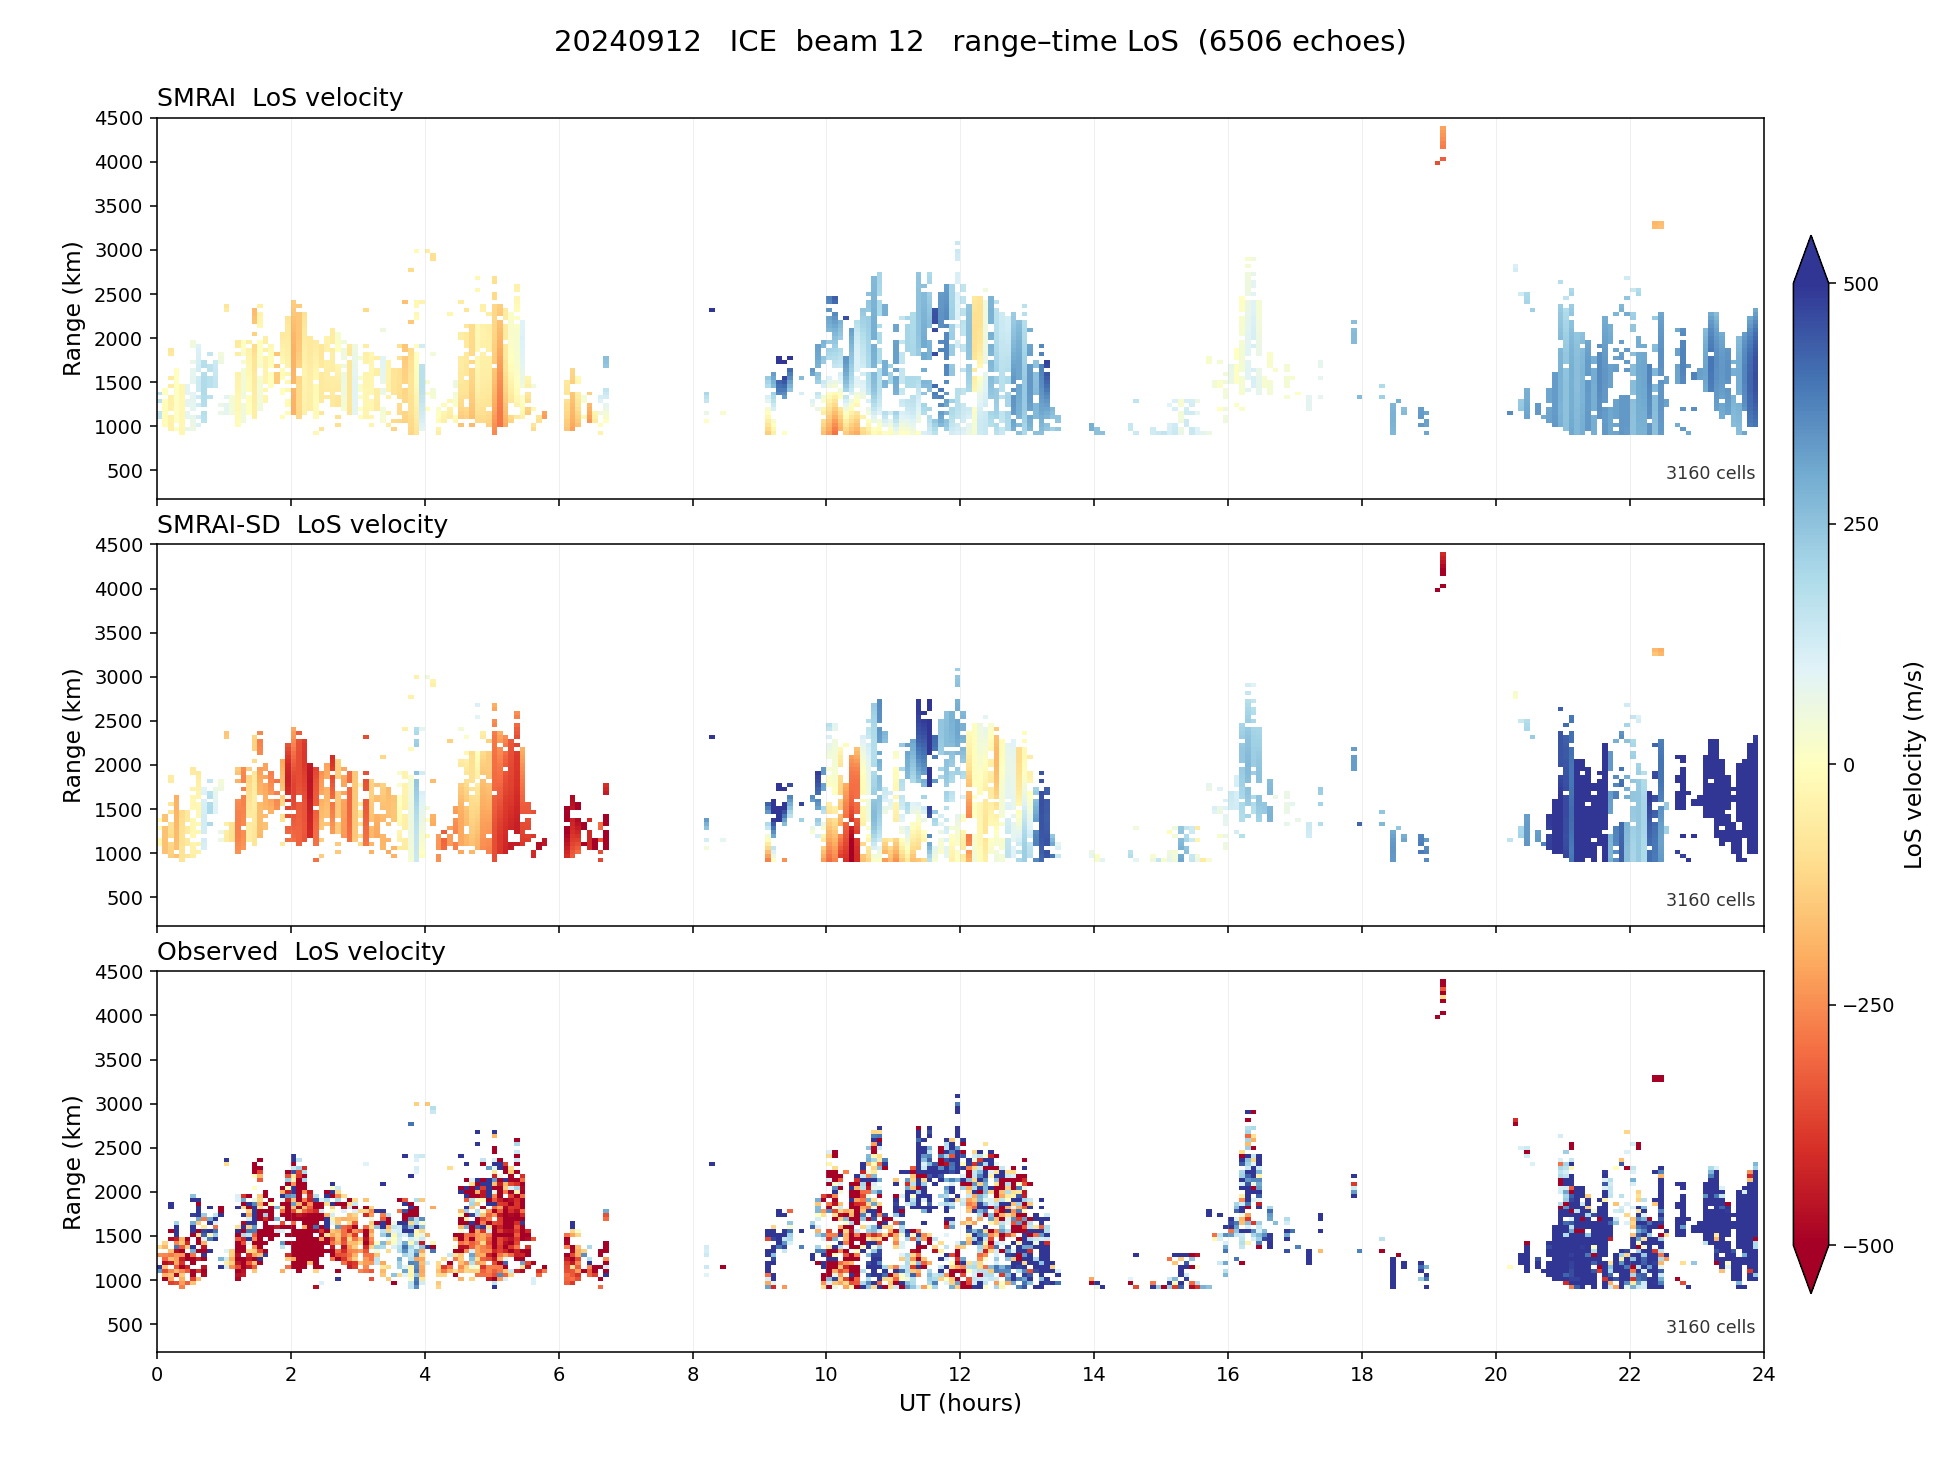 20240912   ICE  beam 12   range–time LoS  (6506 echoes)
SMRAI  LoS velocity
4500
4000
3500
3000
2500
2000
1500
1000
500
Range (km)
3160 cells
SMRAI-SD  LoS velocity
4500
4000
3500
3000
2500
2000
1500
1000
500
Range (km)
3160 cells
Observed  LoS velocity
4500
4000
3500
3000
2500
2000
1500
1000
500
Range (km)
3160 cells
0 2 4 6 8 10 12 14 16 18 20 22 24
UT (hours)
500
250
0
−250
−500
LoS velocity (m/s)